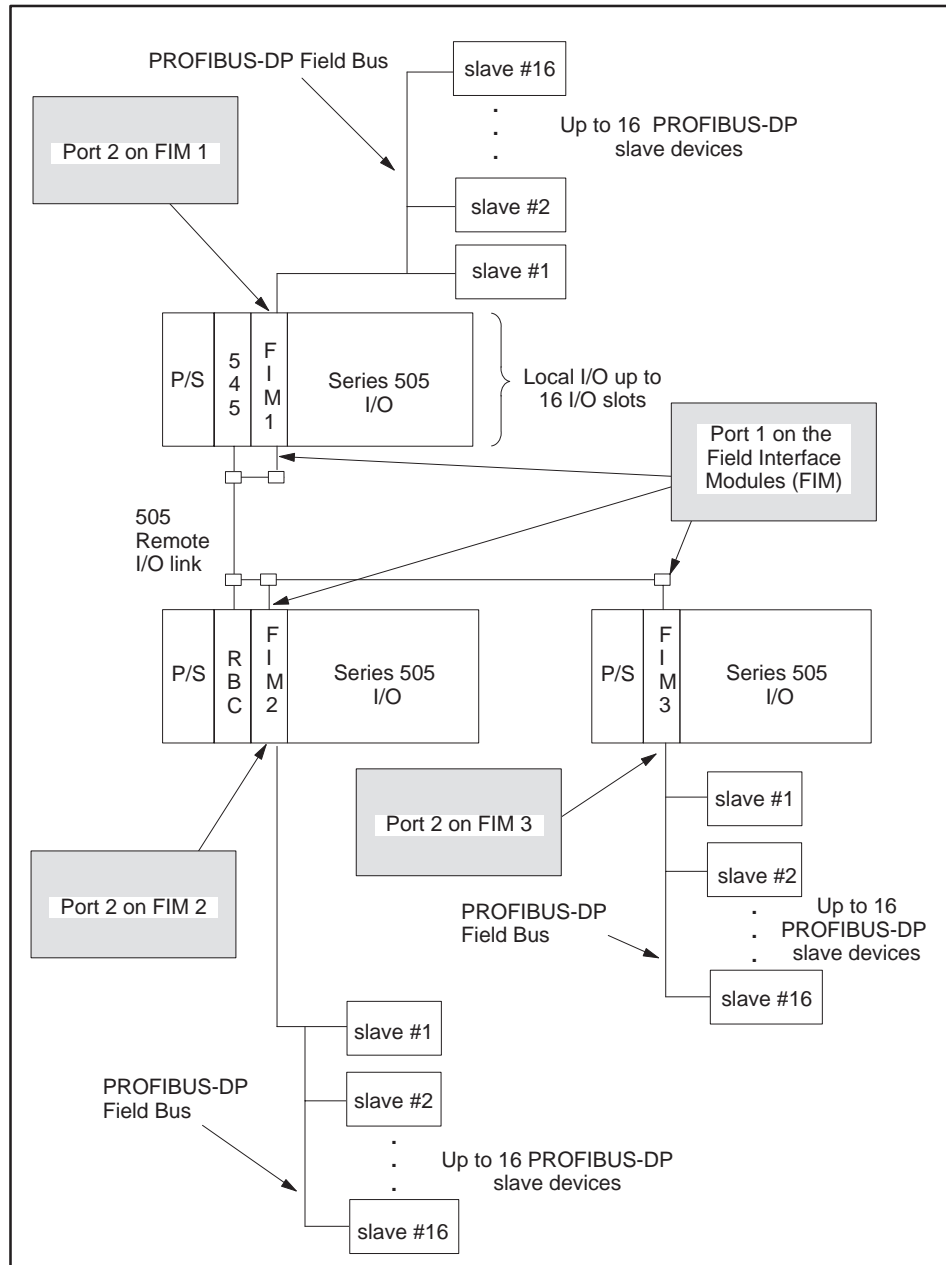 PROFIBUS-DP Field Bus
slave #16
.
.
.
Up to 16 PROFIBUS-DP
slave devices
Port 2 on FIM 1
slave #2
slave #1
P/S
5
4
5
F
I
M
1
Series 505
I/O
Local I/O up to
16 I/O slots
Port 1 on the
Field Interface
Modules (FIM)
505
Remote
I/O link
P/S
R
B
C
F
I
M
2
Series 505
I/O
P/S
F
I
M
3
Series 505
I/O
Port 2 on FIM 3
slave #1
slave #2
.
.
.
Up to 16
PROFIBUS-DP
slave devices
slave #16
Port 2 on FIM 2
PROFIBUS-DP
Field Bus
slave #1
PROFIBUS-DP
Field Bus
slave #2
.
.
.
Up to 16 PROFIBUS-DP
slave devices
slave #16